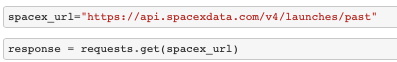 spacex_url="https://api.spacexdata.com/v4/launches/past"
response = requests.get(spacex_url)